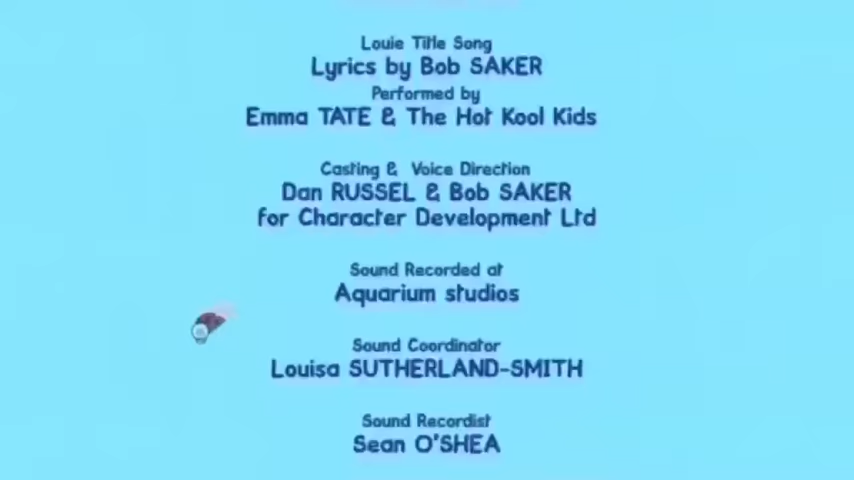 Louie Title Song
Lyrics by Bob SAKER
Performed by
Emma TATE & The Hot Kool Kids
Casting & Voice Direction
Dan RUSSEL & Bob SAKER
for Character Development Ltd
Sound Recorded at
Aquarium studios
Sound Coordinator
Louisa SUTHERLAND-SMITH
Sound Recordist
Sean O'SHEA